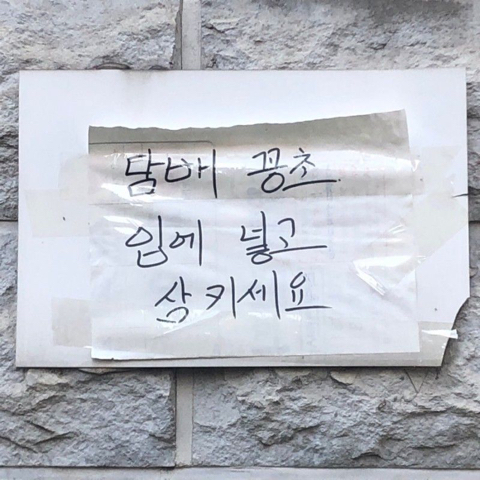 담배 꽁초
입에 넣고
삼키세요